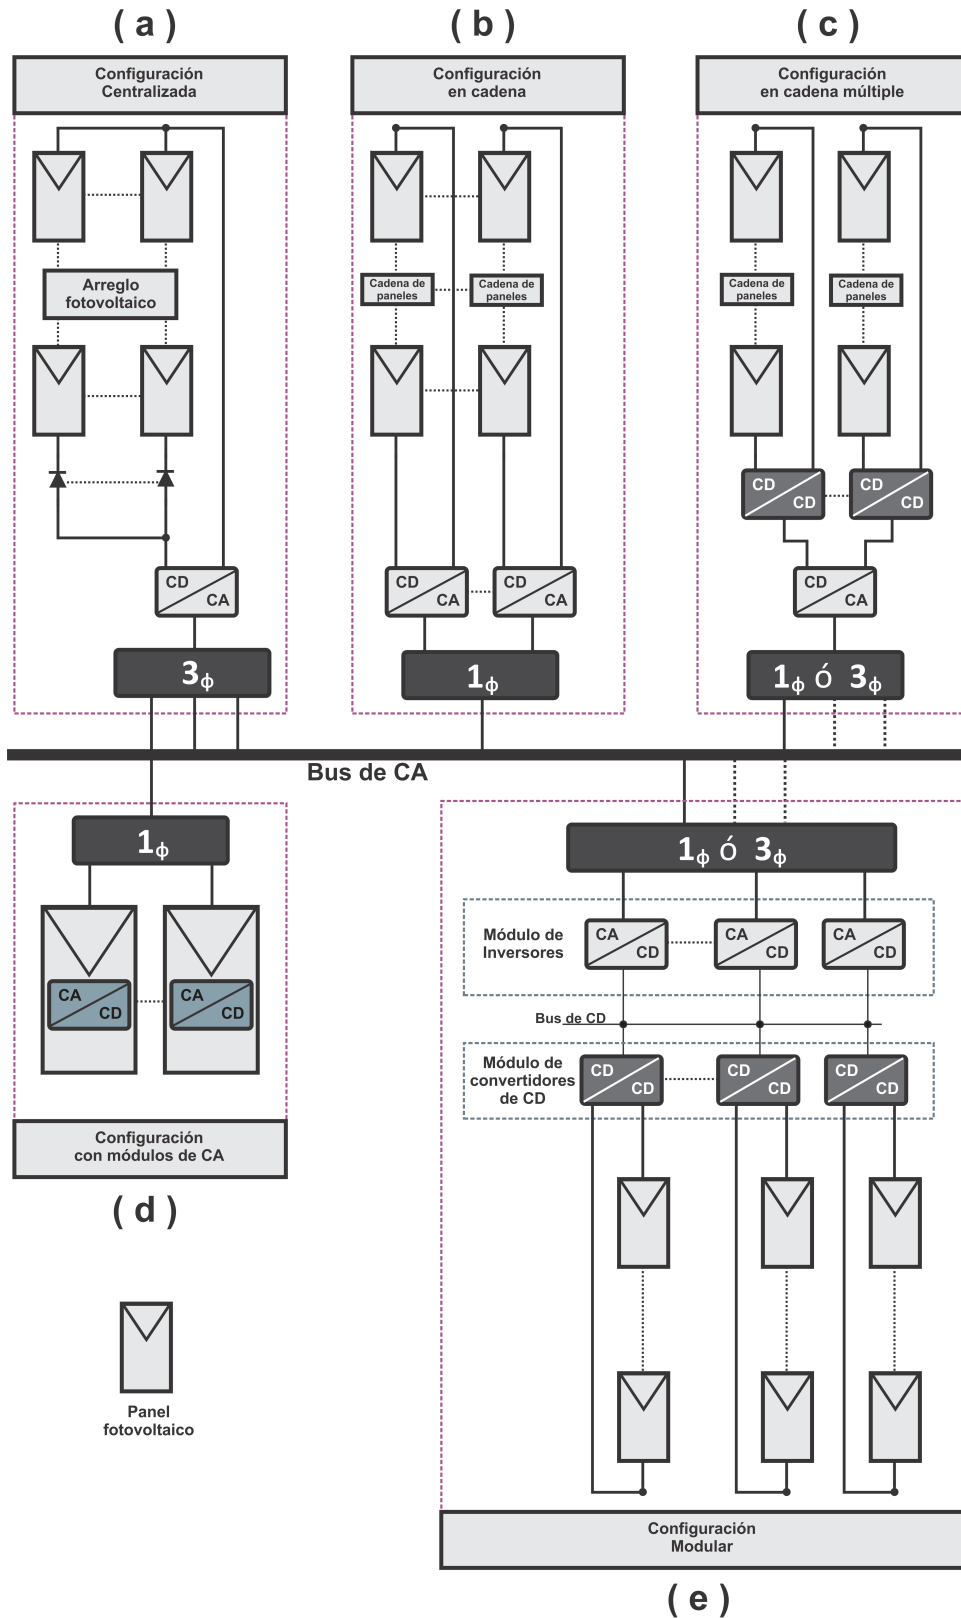 ( a )
Configuración
Centralizada
Arreglo
fotovoltaico
CD
CA
3ϕ
( b )
Configuración
en cadena
Cadena de
paneles
Cadena de
paneles
CD
CA
CD
CA
1ϕ
( c )
Configuración
en cadena múltiple
Cadena de
paneles
Cadena de
paneles
CD
CD
CD
CD
CD
CA
1ϕ ó 3ϕ
Bus de CA
1ϕ
CA
CD
CA
CD
Configuración
con módulos de CA
( d )
Panel
fotovoltaico
1ϕ ó 3ϕ
Módulo de
Inversores
CA
CD
CA
CD
CA
CD
Bus de CD
Módulo de
convertidores
de CD
CD
CD
CD
CD
CD
CD
Configuración
Modular
( e )